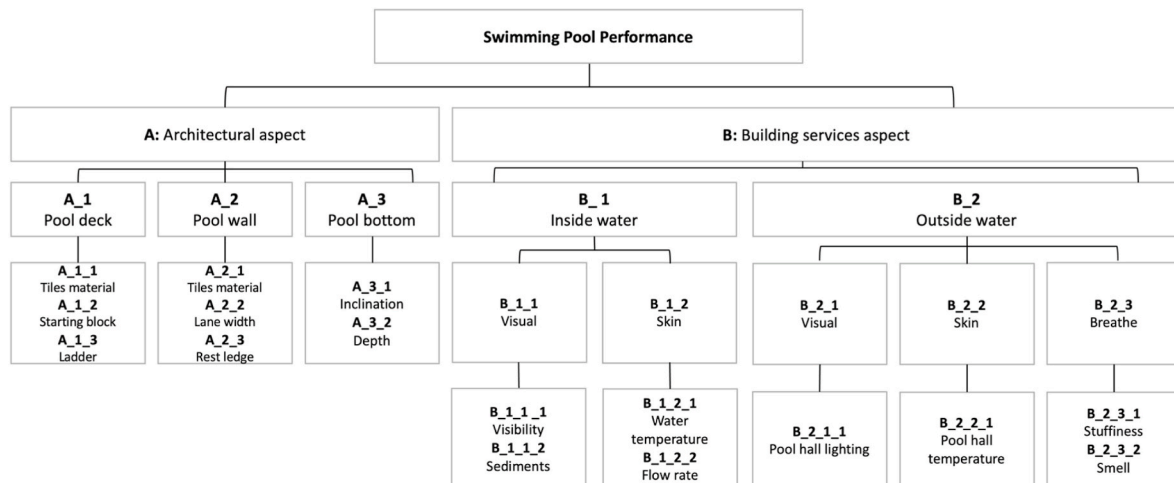 Swimming Pool Performance
A: Architectural aspect
B: Building services aspect
A_1
Pool deck
A_2
Pool wall
A_3
Pool bottom
B_ 1
Inside water
B_2
Outside water
A_1_1
Tiles material
A_1_2
Starting block
A_1_3
Ladder
A_2_1
Tiles material
A_2_2
Lane width
A_2_3
Rest ledge
A_3_1
Inclination
A_3_2
Depth
B_1_1
Visual
B_1_2
Skin
B_2_1
Visual
B_2_2
Skin
B_2_3
Breathe
B_1_1 _1
Visibility
B_1_1_2
Sediments
B_1_2_1
Water
temperature
B_1_2_2
Flow rate
B_2_1_1
Pool hall lighting
B_2_2_1
Pool hall
temperature
B_2_3_1
Stuffiness
B_2_3_2
Smell